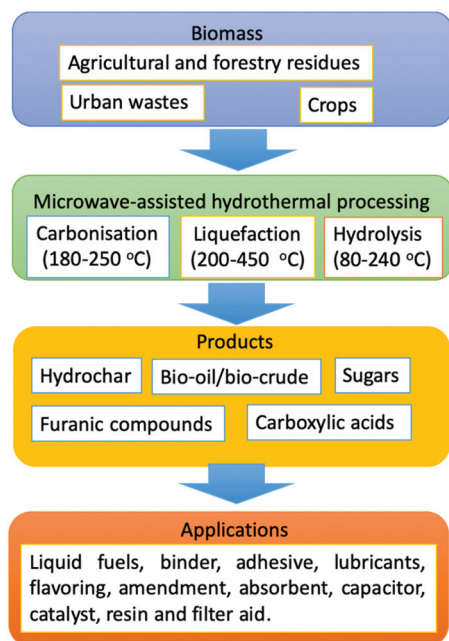 Biomass
Agricultural and forestry residues
Urban wastes
Crops
Microwave-assisted hydrothermal processing
Carbonisation
(180-250 °C)
Liquefaction
(200-450 °C)
Hydrolysis
(80-240 °C)
Products
Hydrochar
Bio-oil/bio-crude
Sugars
Furanic compounds
Carboxylic acids
Applications
Liquid fuels, binder, adhesive, lubricants,
flavoring, amendment, absorbent, capacitor,
catalyst, resin and filter aid.